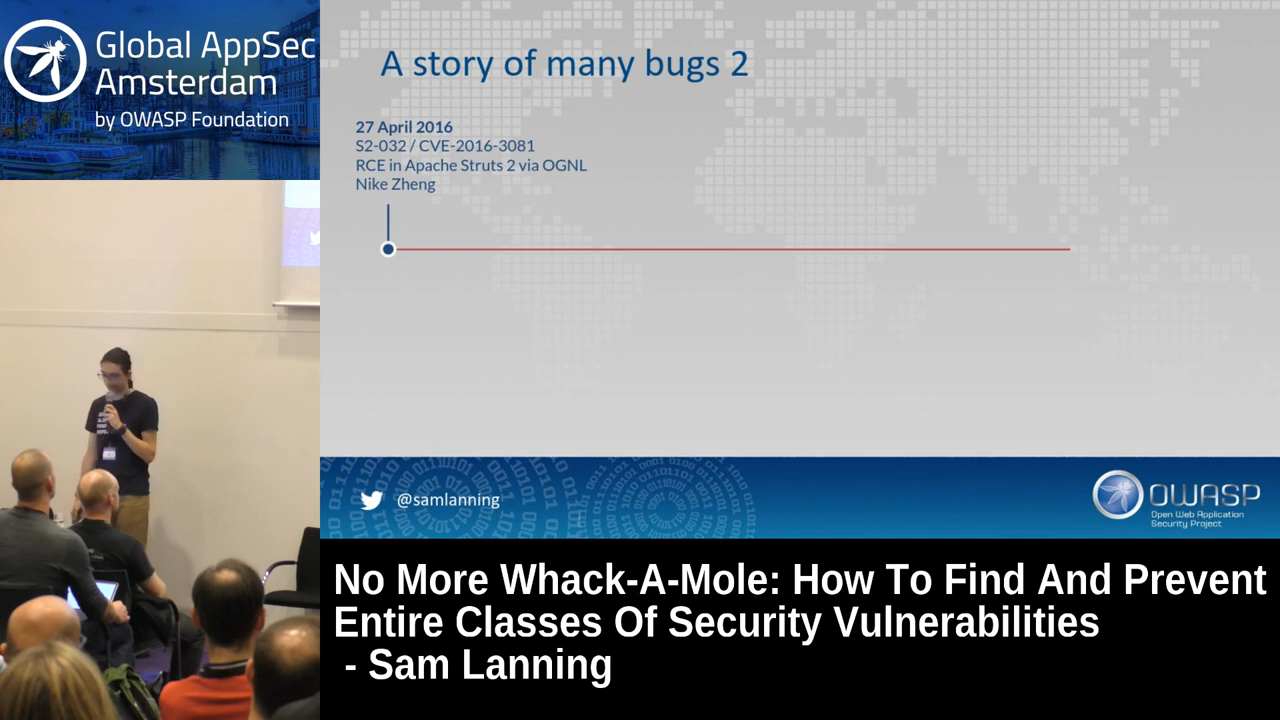 Global AppSec
Amsterdam
by OWASP Foundation
A story of many bugs 2
27 April 2016
S2-032 / CVE-2016-3081
RCE in Apache Struts 2 via OGNL
Nike Zheng
@samlanning
OWASP
Open Web Application
Security Project
No More Whack-A-Mole: How To Find And Prevent
Entire Classes Of Security Vulnerabilities
- Sam Lanning